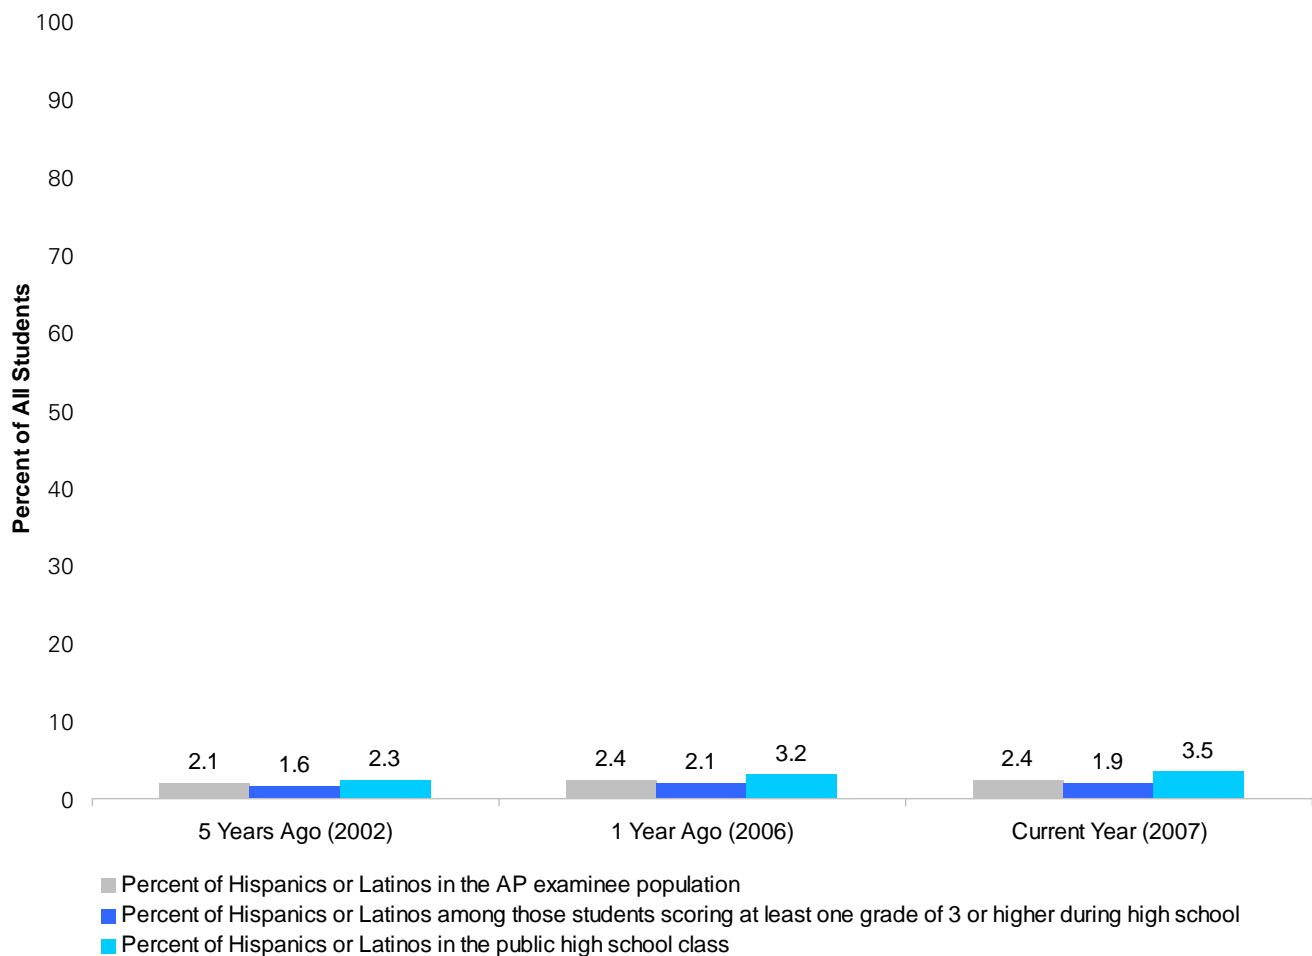 100
90
80
70
60
50
40
30
20
10
0
Percent of All Students
2.1
1.6
2.3
2.4
2.1
3.2
2.4
1.9
3.5
5 Years Ago (2002)
1 Year Ago (2006)
Current Year (2007)
Percent of Hispanics or Latinos in the AP examinee population
Percent of Hispanics or Latinos among those students scoring at least one grade of 3 or higher during high school
Percent of Hispanics or Latinos in the public high school class